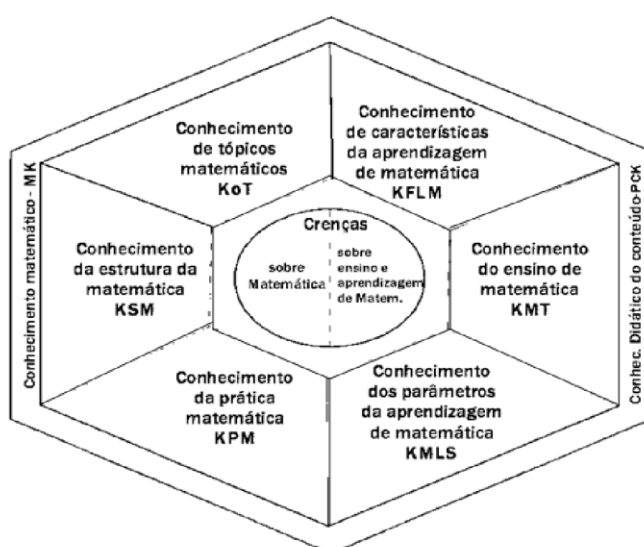 Conhecimento matemático - MK
Conhecimento
de tópicos
matemáticos
KoT
Conhecimento
de características
da aprendizagem
de matemática
KFLM
Conhecimento
da estrutura da
matemática
KSM
Crenças
sobre
Matemática
sobre
ensino e
aprendizagem
de Matem.
Conhecimento
do ensino de
matemática
KMT
Conhecimento
da prática
matemática
KPM
Conhecimento
dos parâmetros
da aprendizagem
de matemática
KMLS
Conhec. Didático do conteúdo-PCK